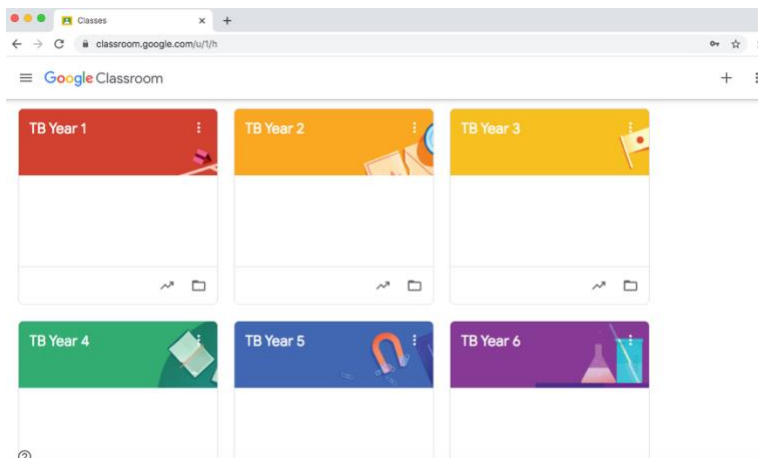 Classes
classroom.google.com/u/1/h
Google Classroom
TB Year 1
TB Year 2
TB Year 3
TB Year 4
TB Year 5
TB Year 6